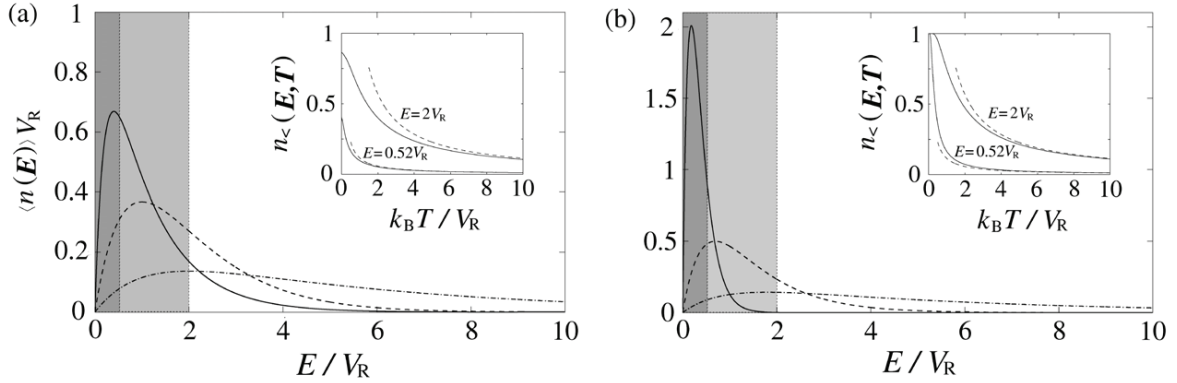 (a)
1
0.8
0.6
0.4
0.2
0
⟨n(E)⟩V_R
0 2 4 6 8 10
E / V_R
1
0.5
0
n_<(E,T)
E=2V_R
E=0.52V_R
0 2 4 6 8 10
k_B T / V_R
(b)
2
1.5
1
0.5
0
0 2 4 6 8 10
E / V_R
1
0.5
0
n_<(E,T)
E=2V_R
E=0.52V_R
0 2 4 6 8 10
k_B T / V_R